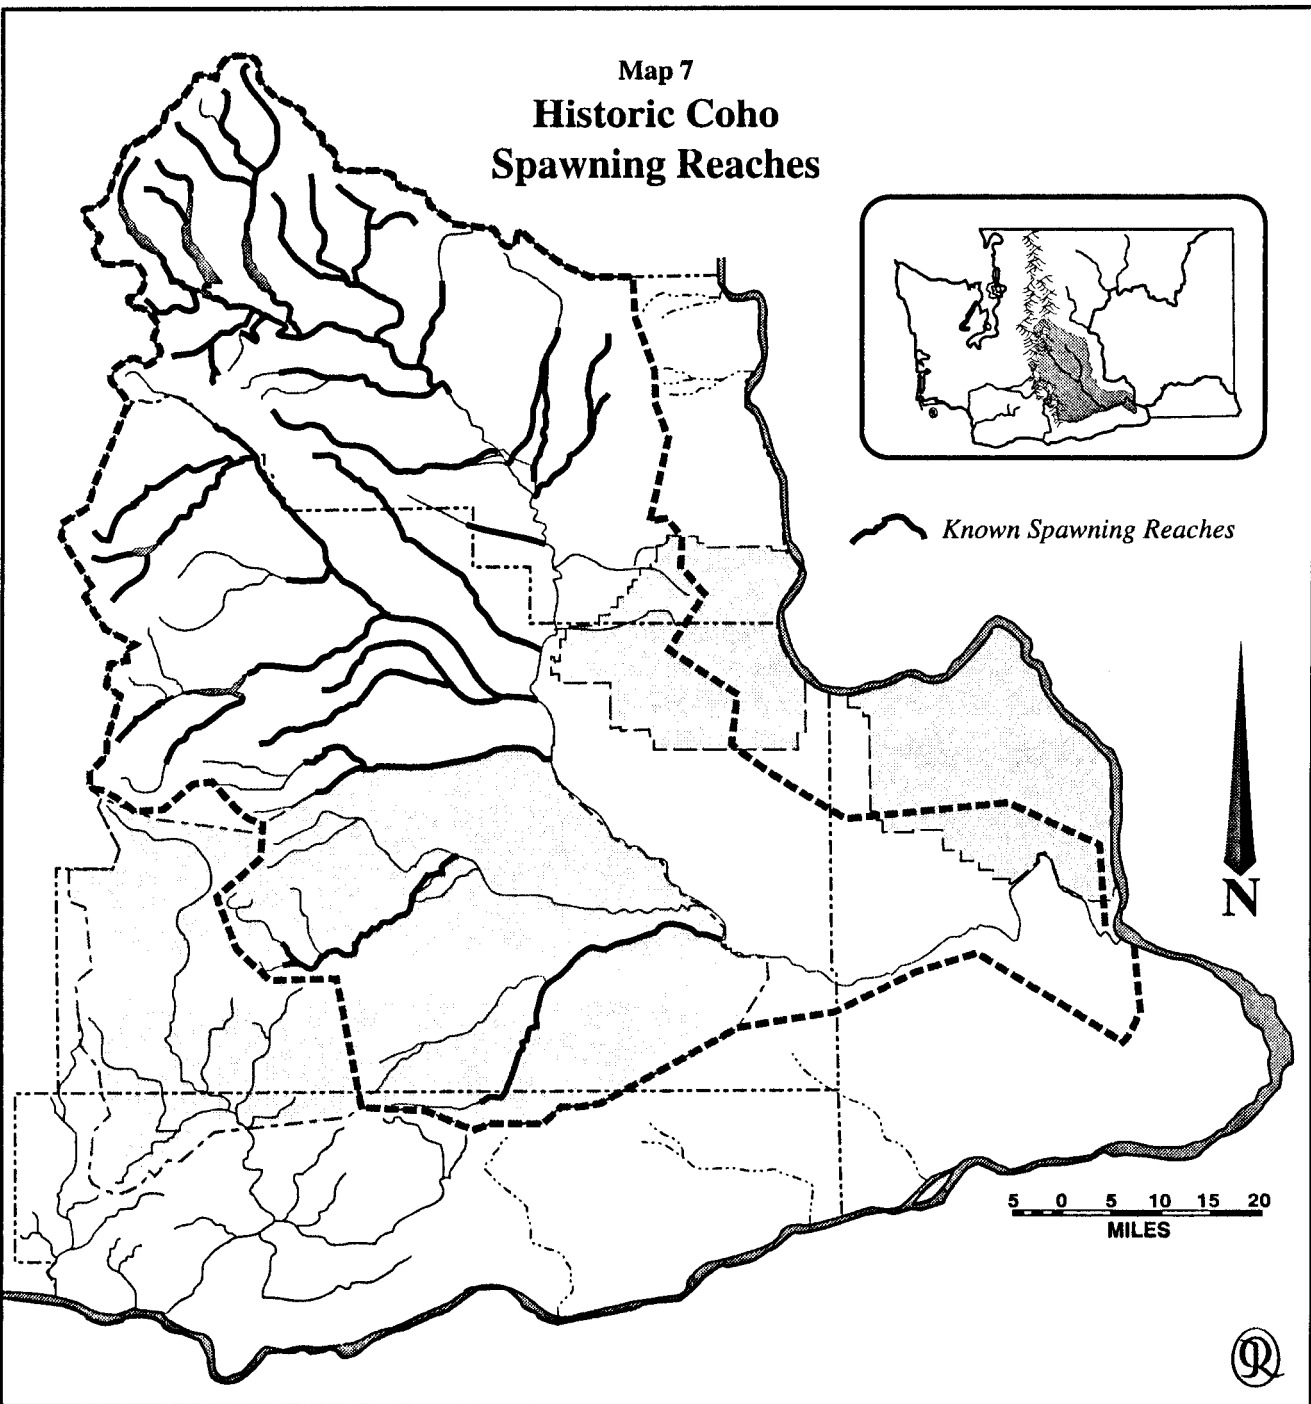 Map 7
Historic Coho
Spawning Reaches
Known Spawning Reaches
N
5 0 5 10 15 20
MILES